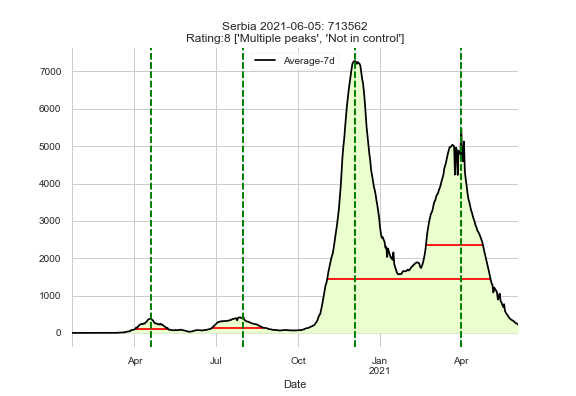 Serbia 2021-06-05: 713562
Rating:8 ['Multiple peaks', 'Not in control']
Average-7d
7000
6000
5000
4000
3000
2000
1000
0
Apr
Jul
Oct
Jan
2021
Apr
Date